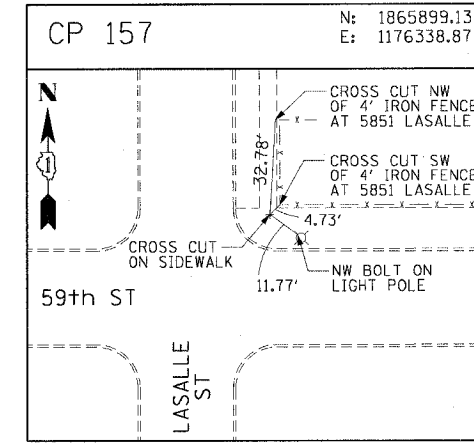 CP 157
N: 1865899.13
E: 1176338.87
N
CROSS CUT NW
OF 4' IRON FENCE
AT 5851 LASALLE
32.78'
CROSS CUT SW
OF 4' IRON FENCE
AT 5851 LASALLE
4.73'
CROSS CUT
ON SIDEWALK
11.77'
NW BOLT ON
LIGHT POLE
59th ST
LASALLE
ST